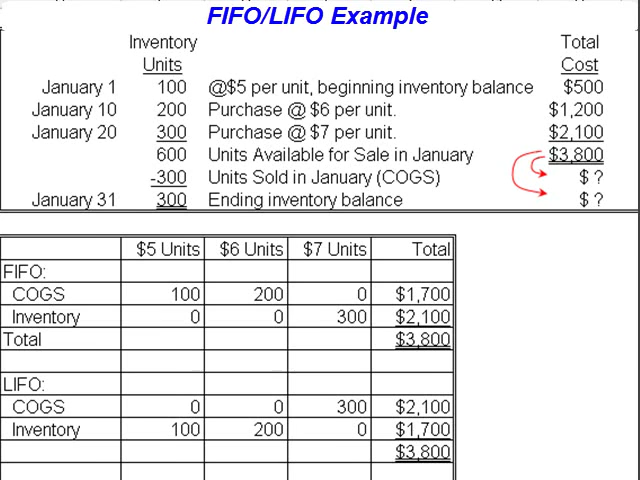 FIFO/LIFO Example
Inventory Total
Units Cost
January 1 100 @$5 per unit, beginning inventory balance $500
January 10 200 Purchase @ $6 per unit. $1,200
January 20 300 Purchase @ $7 per unit. $2,100
600 Units Available for Sale in January $3,800
-300 Units Sold in January (COGS) $ ?
January 31 300 Ending inventory balance $ ?
$5 Units $6 Units $7 Units Total
FIFO:
COGS 100 200 0 $1,700
Inventory 0 0 300 $2,100
Total $3,800
LIFO:
COGS 0 0 300 $2,100
Inventory 100 200 0 $1,700
$3,800